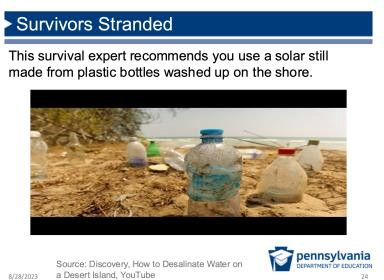 Survivors Stranded
This survival expert recommends you use a solar still
made from plastic bottles washed up on the shore.
Source: Discovery, How to Desalinate Water on
a Desert Island, YouTube
8/28/2023
pennsylvania
DEPARTMENT OF EDUCATION
24